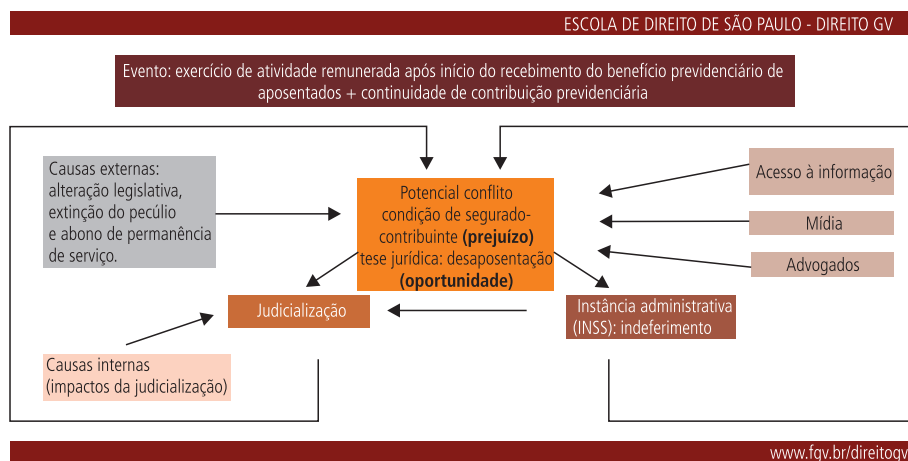 ESCOLA DE DIREITO DE SÃO PAULO - DIREITO GV
Evento: exercício de atividade remunerada após início do recebimento do benefício previdenciário de
aposentados + continuidade de contribuição previdenciária
Causas externas:
alteração legislativa,
extinção do pecúlio
e abono de permanência
de serviço.
Potencial conflito
condição de segurado-
contribuinte (prejuízo)
tese jurídica: desaposentação
(oportunidade)
Acesso à informação
Mídia
Advogados
Judicialização
Instância administrativa
(INSS): indeferimento
Causas internas
(impactos da judicialização)
www.fgv.br/direitogv